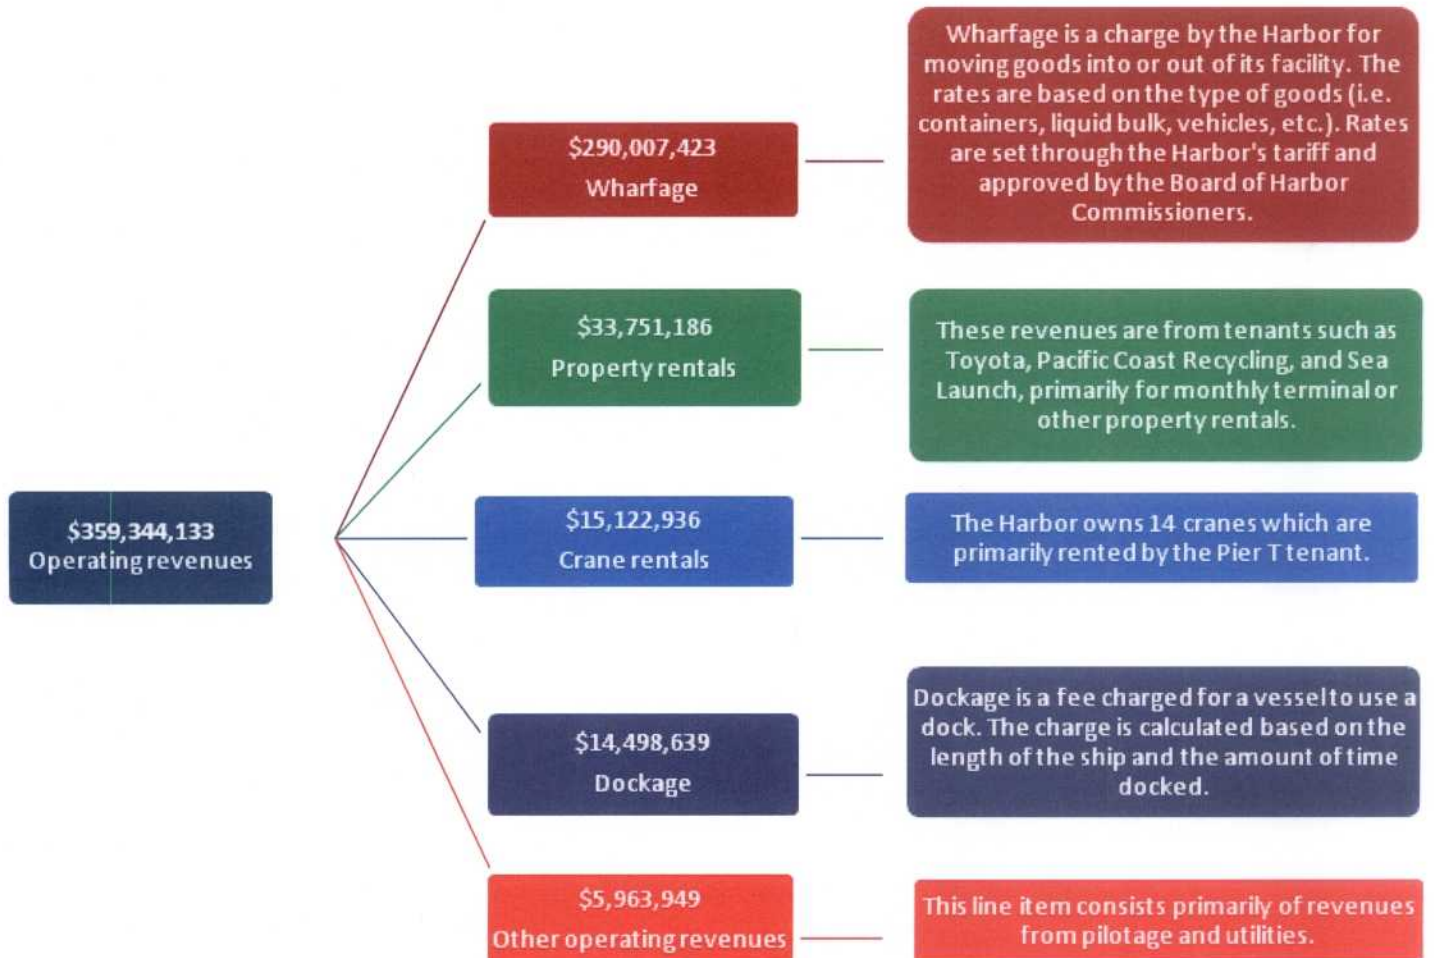 $359,344,133
Operating revenues
$290,007,423
Wharfage
Wharfage is a charge by the Harbor for
moving goods into or out of its facility. The
rates are based on the type of goods (i.e.
containers, liquid bulk, vehicles, etc.). Rates
are set through the Harbor's tariff and
approved by the Board of Harbor
Commissioners.
$33,751,186
Property rentals
These revenues are from tenants such as
Toyota, Pacific Coast Recycling, and Sea
Launch, primarily for monthly terminal or
other property rentals.
$15,122,936
Crane rentals
The Harbor owns 14 cranes which are
primarily rented by the Pier T tenant.
$14,498,639
Dockage
Dockage is a fee charged for a vessel to use a
dock. The charge is calculated based on the
length of the ship and the amount of time
docked.
$5,963,949
Other operating revenues
This line item consists primarily of revenues
from pilotage and utilities.